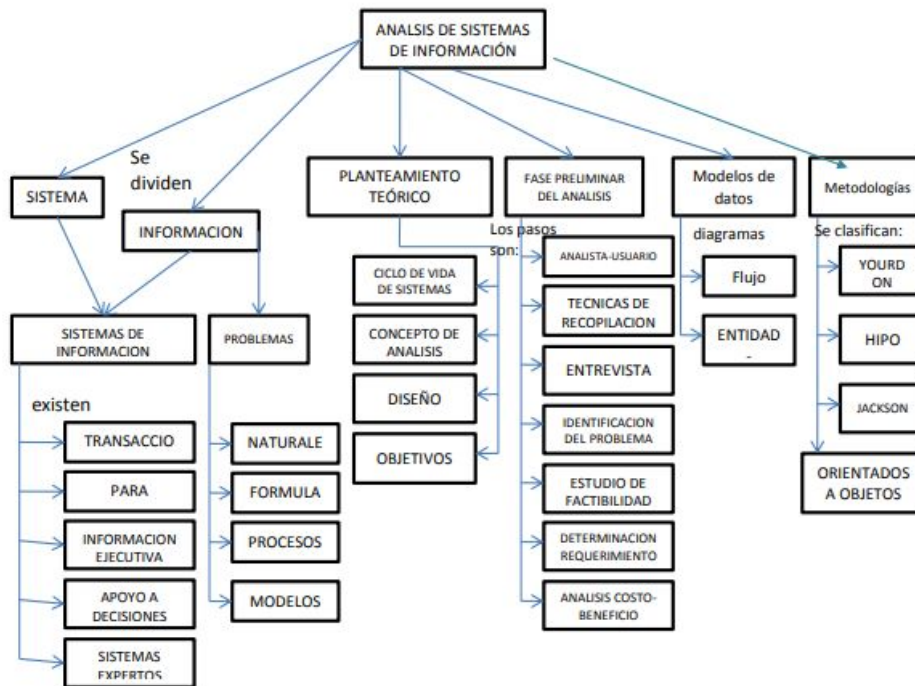 ANALSIS DE SISTEMAS
DE INFORMACIÓN
Se
dividen
SISTEMA
INFORMACION
PLANTEAMIENTO
TEÓRICO
FASE PRELIMINAR
DEL ANALISIS
Modelos de
datos
Metodologías
Los pasos
son:
diagramas
Se clasifican:
SISTEMAS DE
INFORMACION
PROBLEMAS
existen
TRANSACCIO
PARA
INFORMACION
EJECUTIVA
APOYO A
DECISIONES
SISTEMAS
EXPERTOS
NATURALE
FORMULA
PROCESOS
MODELOS
CICLO DE VIDA
DE SISTEMAS
CONCEPTO DE
ANALISIS
DISEÑO
OBJETIVOS
ANALISTA-USUARIO
TECNICAS DE
RECOPILACION
ENTREVISTA
IDENTIFICACION
DEL PROBLEMA
ESTUDIO DE
FACTIBILIDAD
DETERMINACION
REQUERIMIENTO
ANALISIS COSTO-
BENEFICIO
Flujo
ENTIDAD
-
YOURD
ON
HIPO
JACKSON
ORIENTADOS
A OBJETOS